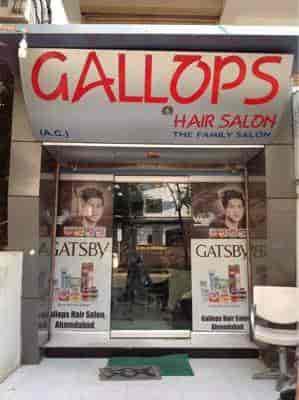 GALLOPS
HAIR SALON
(A.C.)
THE FAMILY SALON
GATSBY
Gallops Hair Salon,
Ahmedabad
GATSBY
Gallops Hair Salon,
Ahmedabad